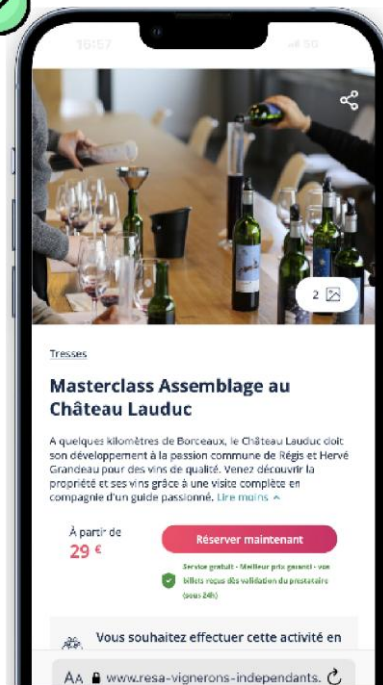 15:57
2
Tresses
Masterclass Assemblage au
Château Lauduc
A quelques kilomètres de Borceaux, le Château Lauduc doit
son développement à la passion commune de Régis et Hervé
Grandeau pour des vins de qualité. Venez découvrir la
propriété et ses vins grâce à une visite complète en
compagnie d'un guide passionné. Lire moins
À partir de
29 €
Réserver maintenant
Service gratuit - Meilleur prix garanti - vos
billets reçus dès validation du prestataire
(sous 24h)
Vous souhaitez effectuer cette activité en
AA www.resa-vignerons-independants.